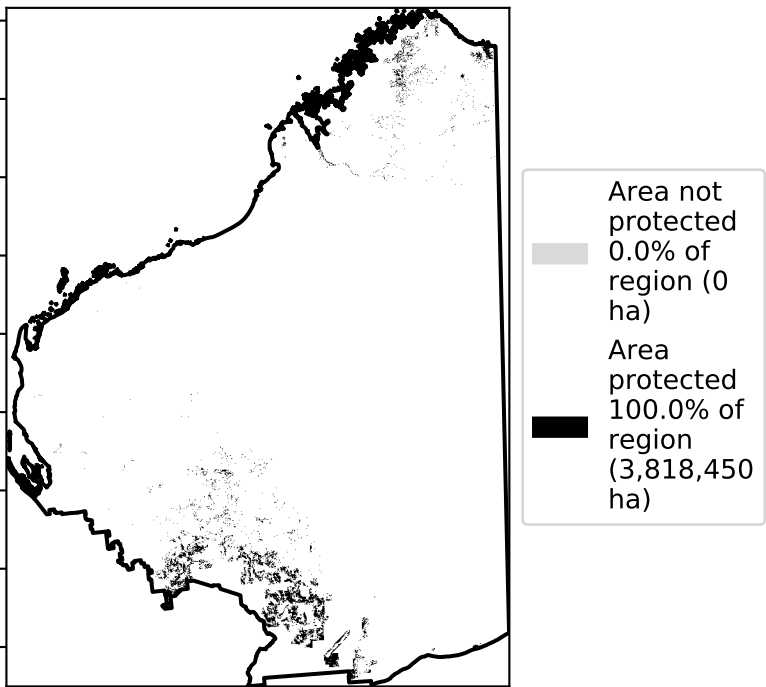 Area not
protected
0.0% of
region (0
ha)
Area
protected
100.0% of
region
(3,818,450
ha)